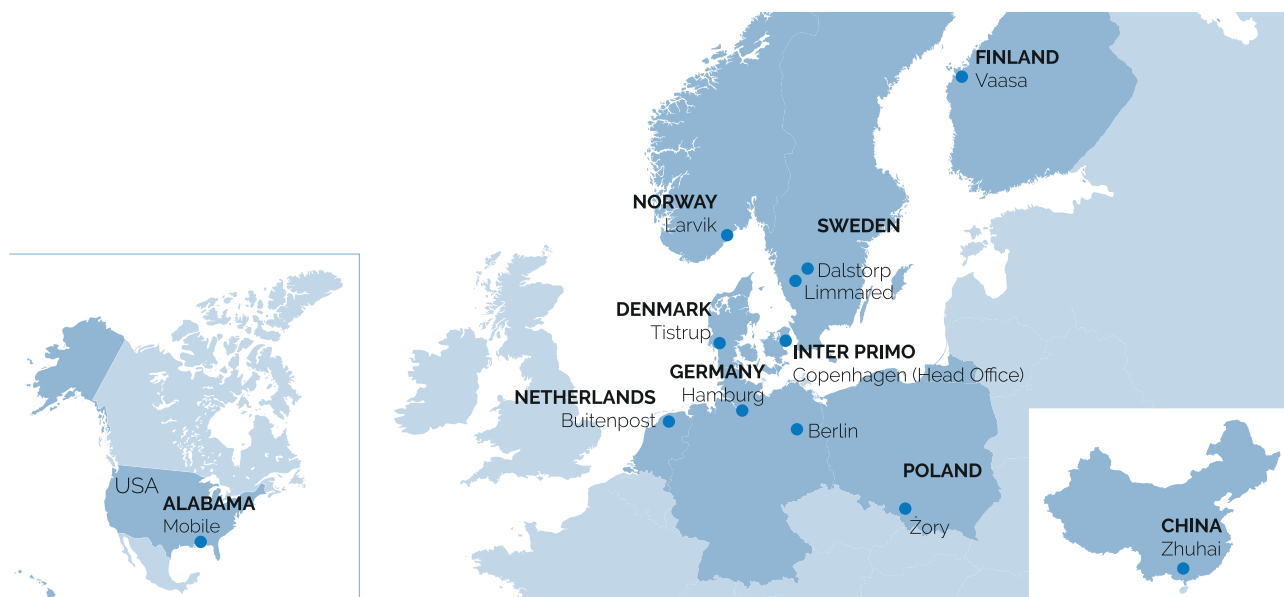 FINLAND
Vaasa
NORWAY
Larvik
SWEDEN
Dalstorp
Limmared
DENMARK
Tistrup
INTER PRIMO
Copenhagen (Head Office)
GERMANY
Hamburg
NETHERLANDS
Buitenpost
Berlin
POLAND
Żory
USA
ALABAMA
Mobile
CHINA
Zhuhai